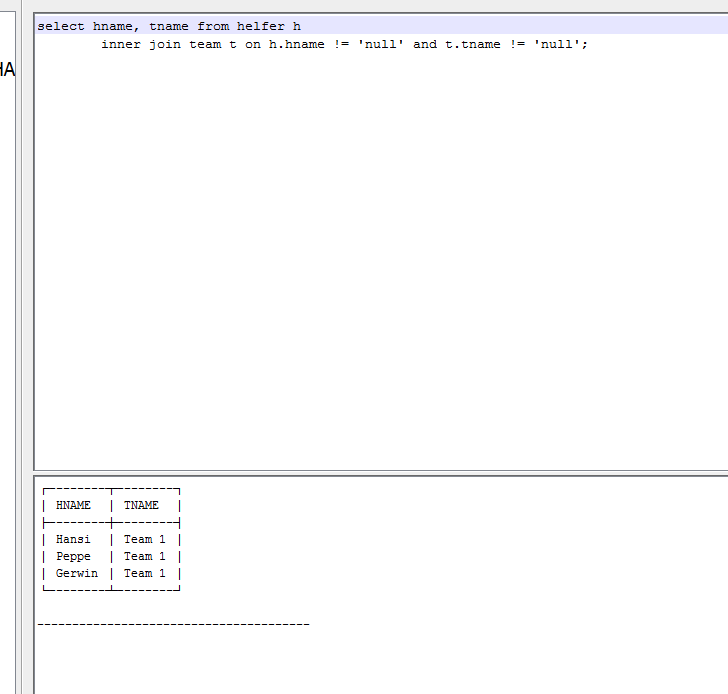 HA
select hname, tname from helfer h
inner join team t on h.hname != 'null' and t.tname != 'null';
HNAME | TNAME
Hansi | Team 1
Peppe | Team 1
Gerwin | Team 1